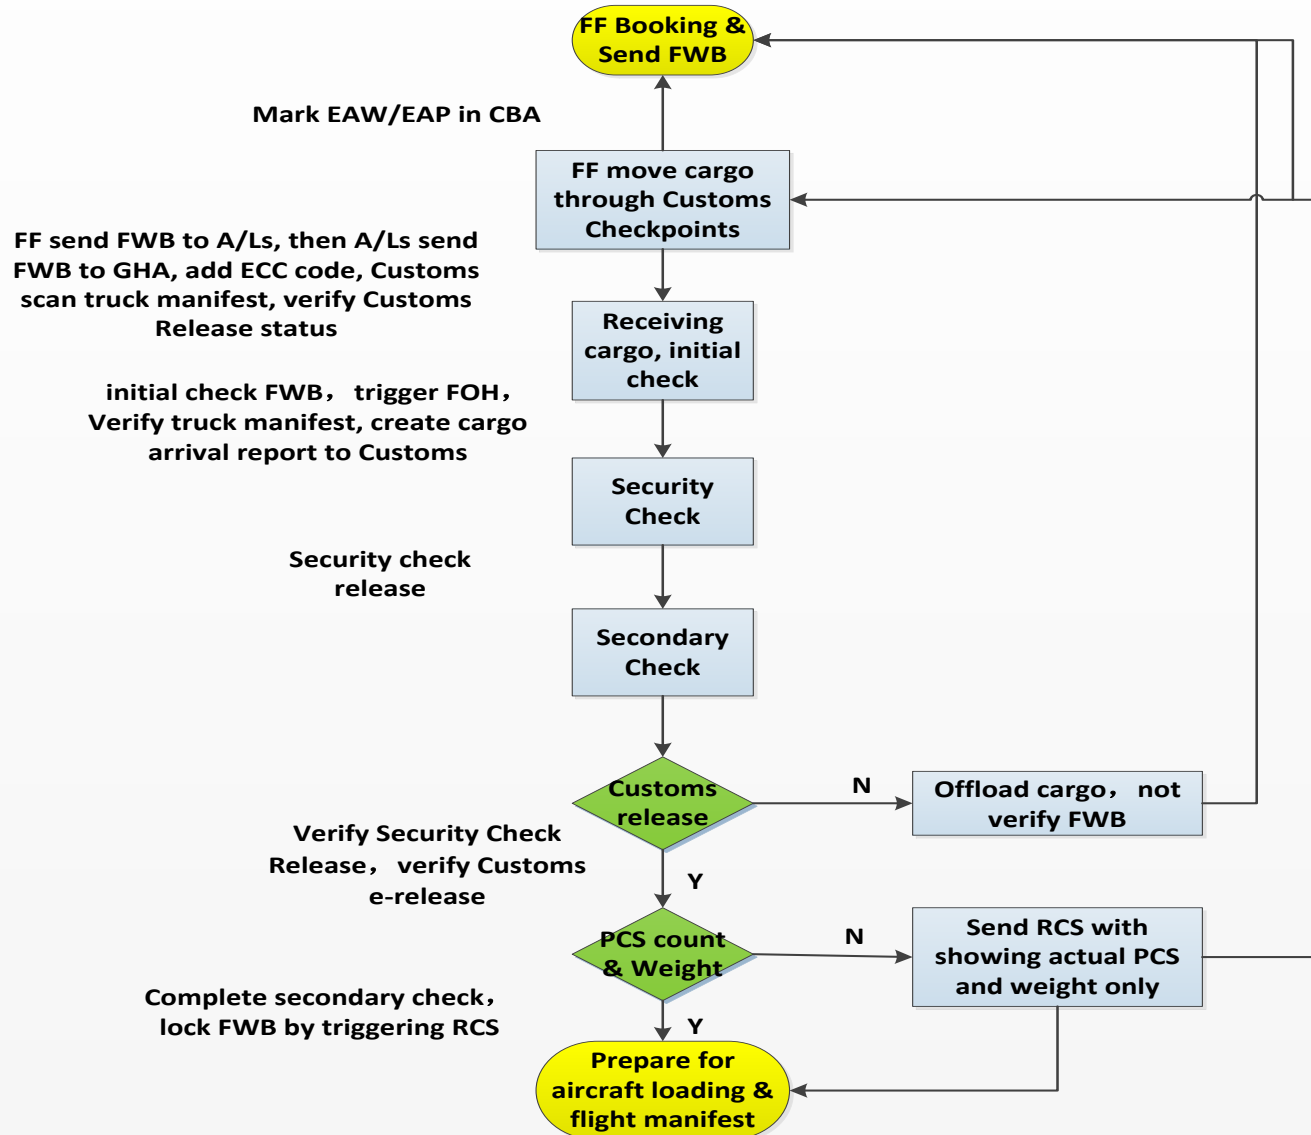 FF Booking &
Send FWB
Mark EAW/EAP in CBA
FF move cargo
through Customs
Checkpoints
FF send FWB to A/Ls, then A/Ls send
FWB to GHA, add ECC code, Customs
scan truck manifest, verify Customs
Release status
Receiving
cargo, initial
check
initial check FWB， trigger FOH，
Verify truck manifest, create cargo
arrival report to Customs
Security
Check
Security check
release
Secondary
Check
Customs
release
N
Offload cargo， not
verify FWB
Verify Security Check
Release， verify Customs
e-release
Y
PCS count
& Weight
N
Send RCS with
showing actual PCS
and weight only
Complete secondary check，
lock FWB by triggering RCS
Y
Prepare for
aircraft loading &
flight manifest